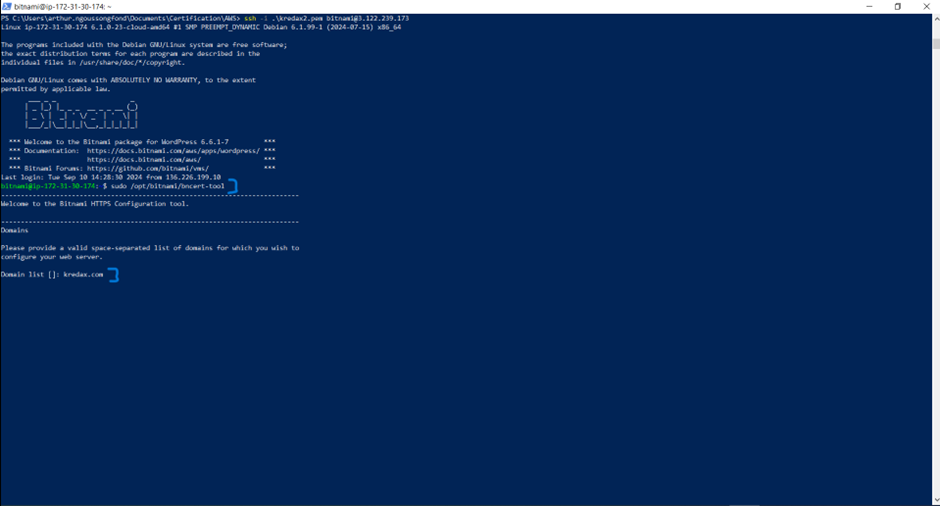 bitnami@ip-172-31-30-174: ~
PS C:\Users\arthur.ngoussongfond\Documents\Certification\AWS> ssh -i .\kredax2.pem bitnami@3.122.239.173
Linux ip-172-31-30-174 6.1.0-23-cloud-amd64 #1 SMP PREEMPT_DYNAMIC Debian 6.1.99-1 (2024-07-15) x86_64
The programs included with the Debian GNU/Linux system are free software;
the exact distribution terms for each program are described in the
individual files in /usr/share/doc/*/copyright.
Debian GNU/Linux comes with ABSOLUTELY NO WARRANTY, to the extent
permitted by applicable law.
Bitnami
*** Welcome to the Bitnami package for WordPress 6.6.1-7 ***
*** Documentation: https://docs.bitnami.com/aws/apps/wordpress/ ***
*** https://docs.bitnami.com/aws/ ***
*** Bitnami Forums: https://github.com/bitnami/vms/ ***
Last login: Tue Sep 10 14:28:30 2024 from 136.226.199.10
bitnami@ip-172-31-30-174: $ sudo /opt/bitnami/bncert-tool
----------------------------------------------------------------------------
Welcome to the Bitnami HTTPS Configuration tool.
----------------------------------------------------------------------------
Domains
Please provide a valid space-separated list of domains for which you wish to
configure your web server.
Domain list []: kredax.com